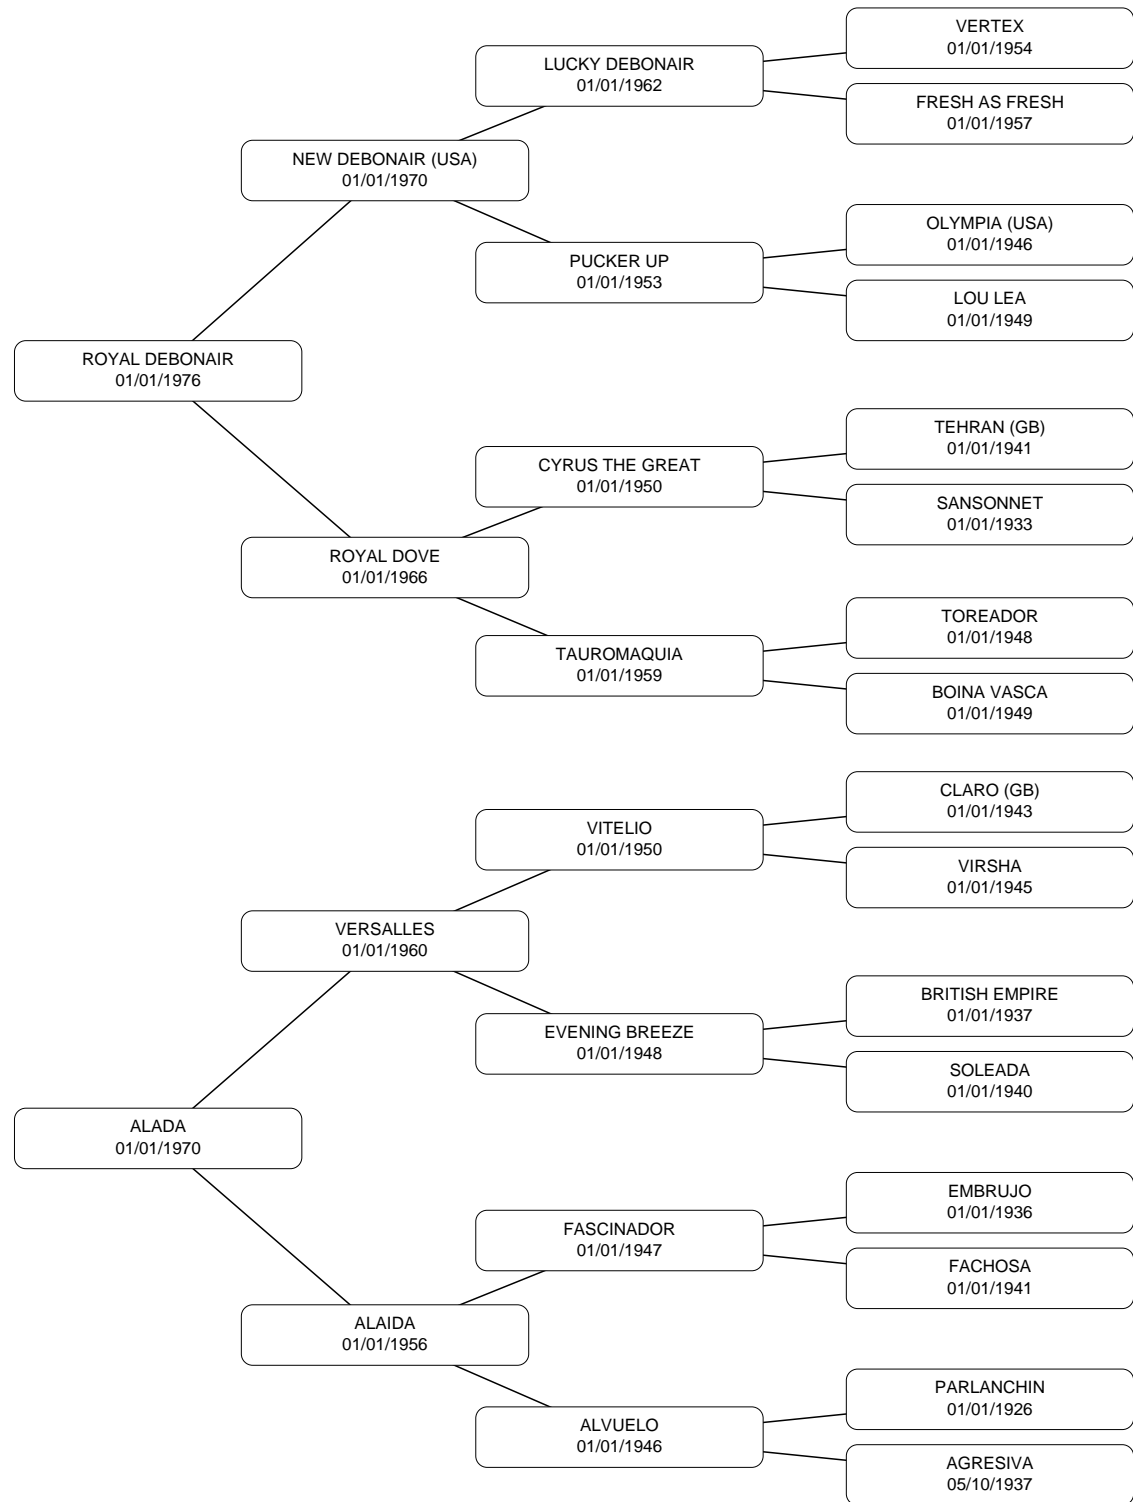 VERTEX
01/01/1954
LUCKY DEBONAIR
01/01/1962
FRESH AS FRESH
01/01/1957
NEW DEBONAIR (USA)
01/01/1970
OLYMPIA (USA)
01/01/1946
PUCKER UP
01/01/1953
LOU LEA
01/01/1949
ROYAL DEBONAIR
01/01/1976
TEHRAN (GB)
01/01/1941
CYRUS THE GREAT
01/01/1950
SANSONNET
01/01/1933
ROYAL DOVE
01/01/1966
TOREADOR
01/01/1948
TAUROMAQUIA
01/01/1959
BOINA VASCA
01/01/1949
CLARO (GB)
01/01/1943
VITELIO
01/01/1950
VIRSHA
01/01/1945
VERSALLES
01/01/1960
BRITISH EMPIRE
01/01/1937
EVENING BREEZE
01/01/1948
SOLEADA
01/01/1940
ALADA
01/01/1970
EMBRUJO
01/01/1936
FASCINADOR
01/01/1947
FACHOSA
01/01/1941
ALAIDA
01/01/1956
PARLANCHIN
01/01/1926
ALVUELO
01/01/1946
AGRESIVA
05/10/1937